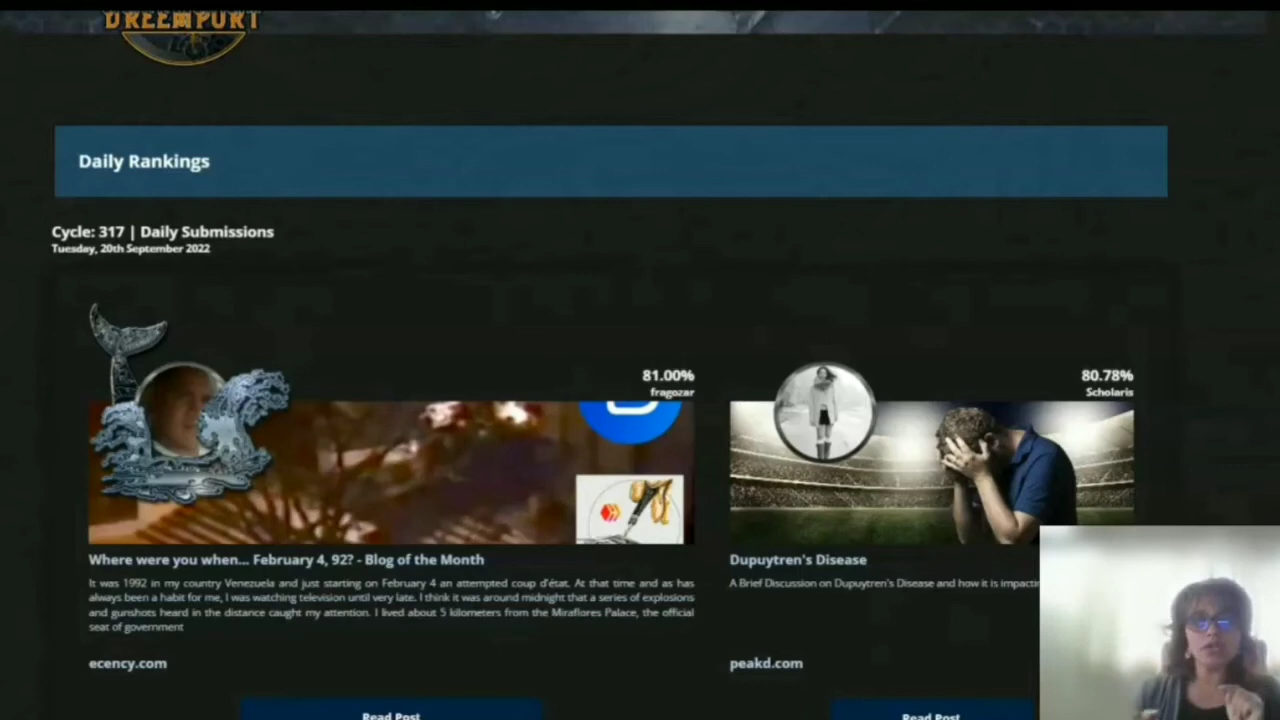 DREEMPORT
Daily Rankings
Cycle: 317 | Daily Submissions
Tuesday, 20th September 2022
81.00%
fragozar
80.78%
Scholaris
Where were you when... February 4, 92? - Blog of the Month
It was 1992 in my country Venezuela and just starting on February 4 an attempted coup d'état. At that time and as has
always been a habit for me, I was watching television until very late. I think it was around midnight that a series of explosions
and gunshots heard in the distance caught my attention. I lived about 5 kilometers from the Miraflores Palace, the official
seat of government
ecency.com
Read Post
Dupuytren's Disease
A Brief Discussion on Dupuytren's Disease and how it is impactin
peakd.com
Read Post